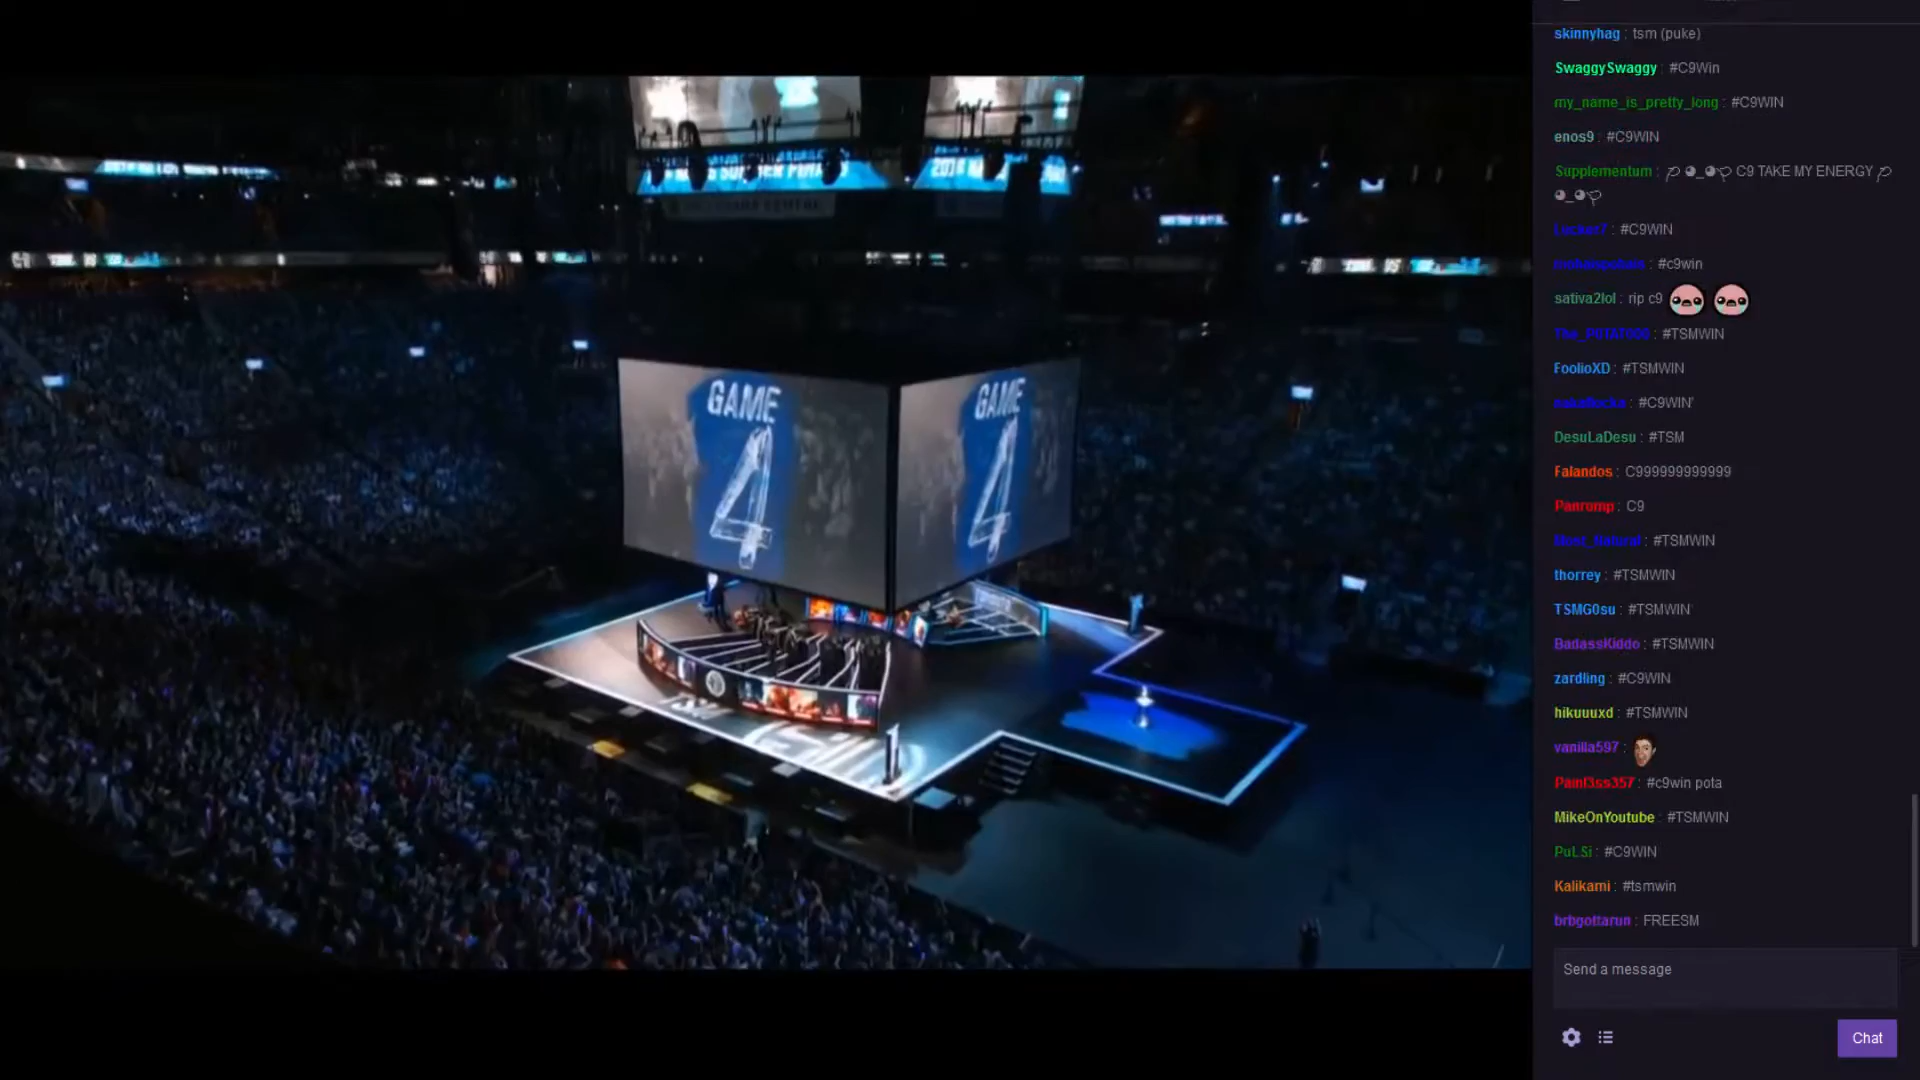 GAME
4
GAME
4
skinnyhag : tsm (puke)
SwaggySwaggy : #C9Win
my_name_is_pretty_long : #C9WIN
enos9 : #C9WIN
Supplementum : C9 TAKE MY ENERGY
#C9WIN
#c9win
sativa2lol : rip c9
The_P0TAT000 : #TSMWIN
FoolioXD : #TSMWIN
#C9WIN'
DesuLaDesu : #TSM
Falandos : C999999999999
Panromp : C9
Most_Natural : #TSMWIN
thorrey : #TSMWIN
TSMG0su : #TSMWIN
BadassKiddo : #TSMWIN
zardling : #C9WIN
hikuuuxd : #TSMWIN
vanilla597 :
Painl3ss357 : #c9win pota
MikeOnYoutube : #TSMWIN
PuLSi : #C9WIN
Kalikami : #tsmwin
brbgottarun : FREESM
Send a message
Chat